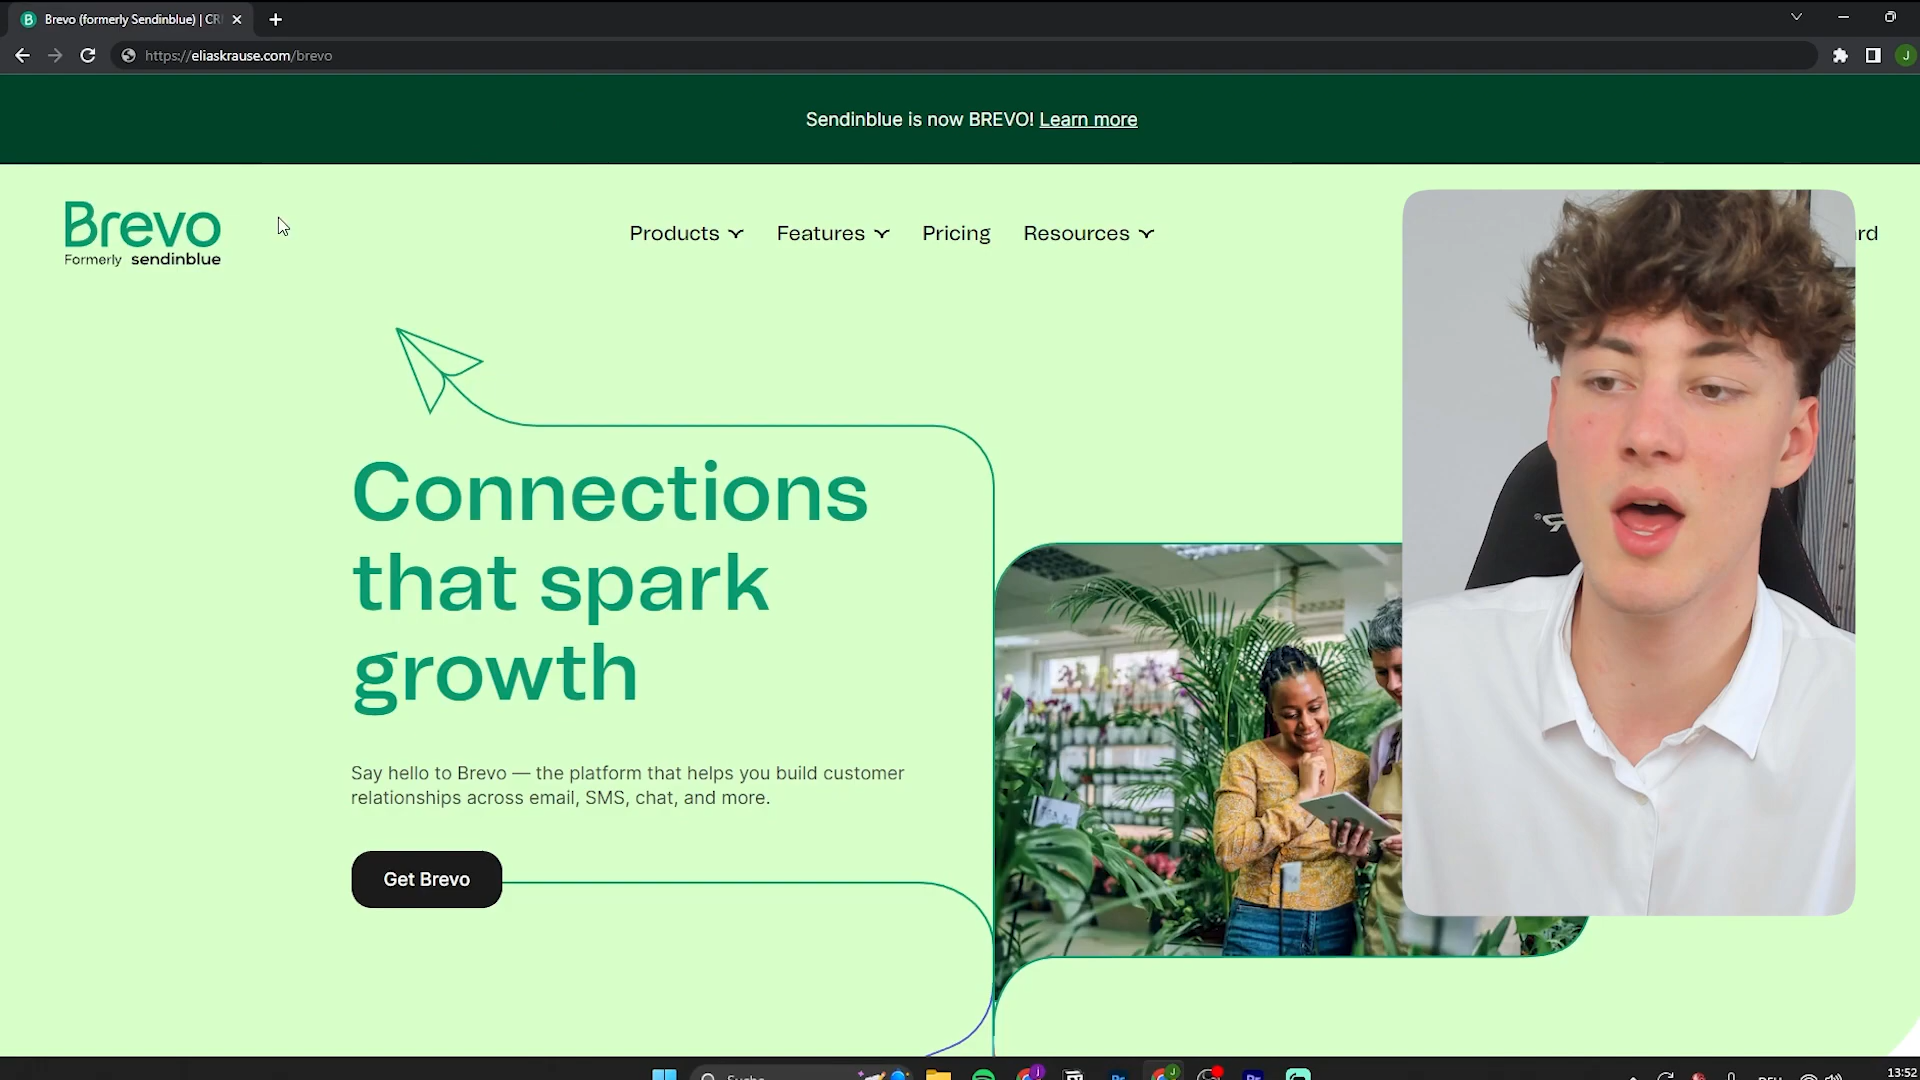 Brevo (formerly Sendinblue) | CR
https://eliaskrause.com/brevo
J
Sendinblue is now BREVO! Learn more
Brevo
Formerly sendinblue
Products
Features
Pricing
Resources
Connections
that spark
growth
Say hello to Brevo — the platform that helps you build customer
relationships across email, SMS, chat, and more.
Get Brevo
13:52